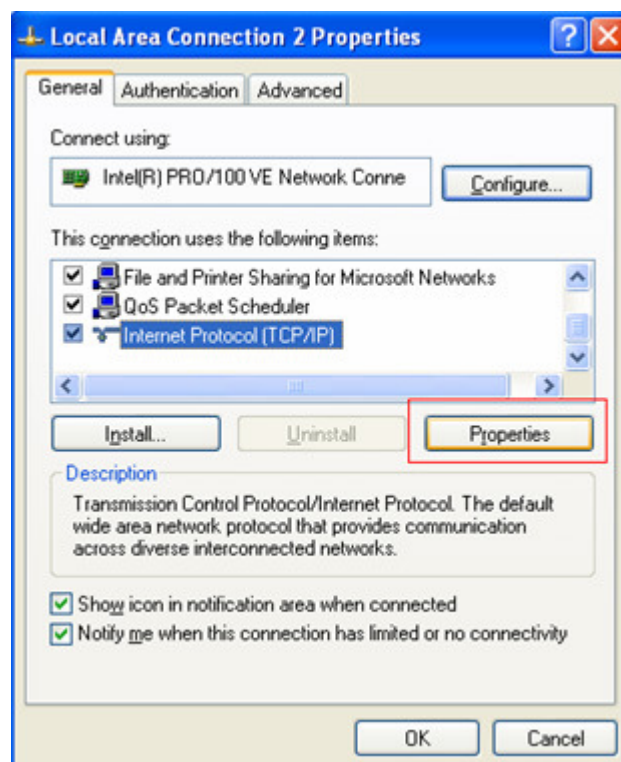 Local Area Connection 2 Properties
General Authentication Advanced
Connect using:
Intel(R) PRO/100 VE Network Conne
Configure...
This connection uses the following items:
File and Printer Sharing for Microsoft Networks
QoS Packet Scheduler
Internet Protocol (TCP/IP)
Install... Uninstall Properties
Description
Transmission Control Protocol/Internet Protocol. The default
wide area network protocol that provides communication
across diverse interconnected networks.
Show icon in notification area when connected
Notify me when this connection has limited or no connectivity
OK Cancel